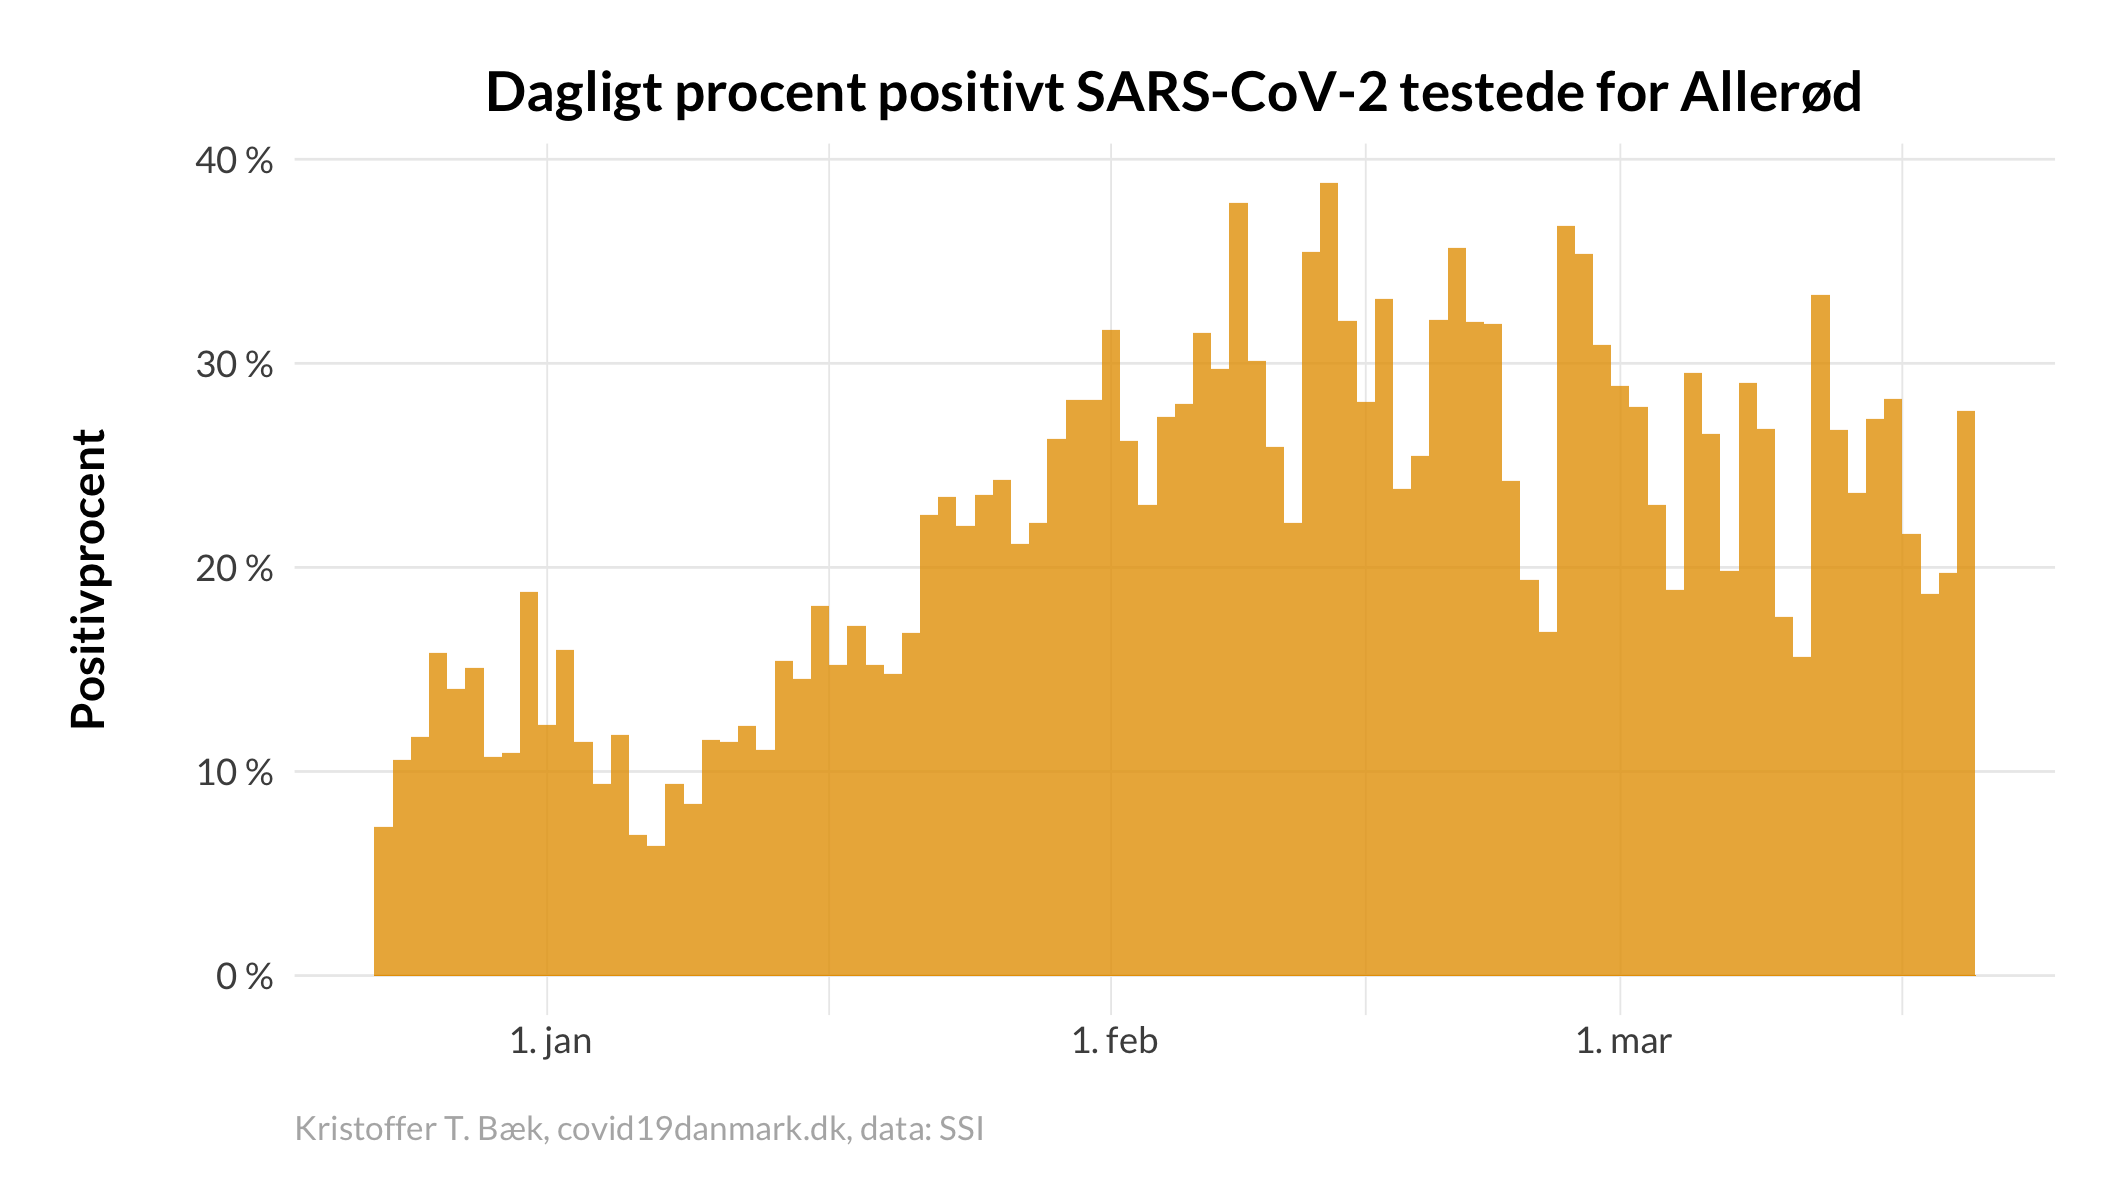 Dagligt procent positivt SARS-CoV-2 testede for Allerød
Positivprocent
40 %
30 %
20 %
10 %
0 %
1. jan
1. feb
1. mar
Kristoffer T. Bæk, covid19danmark.dk, data: SSI